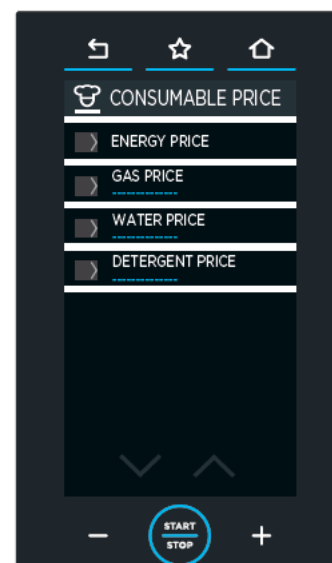 CONSUMABLE PRICE
ENERGY PRICE
GAS PRICE
------------
WATER PRICE
------------
DETERGENT PRICE
------------
START
STOP